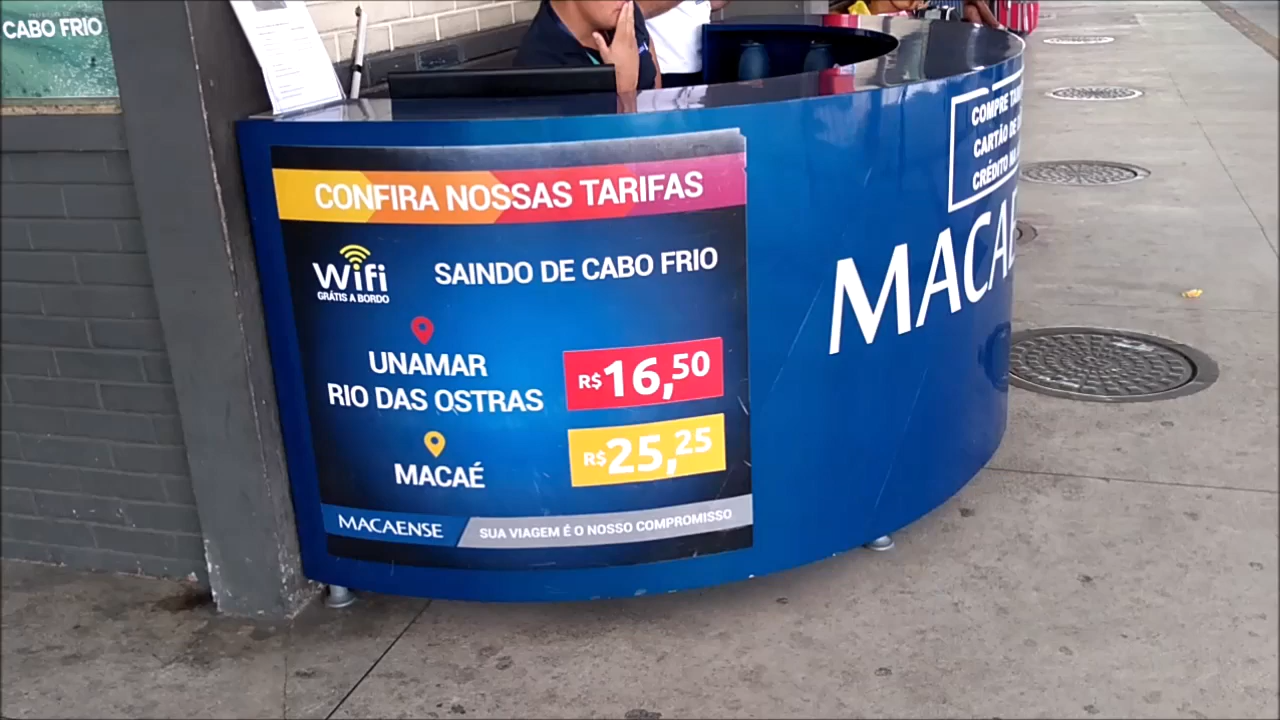 CABO FRIO
CONFIRA NOSSAS TARIFAS
Wifi
GRÁTIS A BORDO
SAINDO DE CABO FRIO
UNAMAR
RIO DAS OSTRAS
R$16,50
MACAÉ
R$25,25
MACAENSE
SUA VIAGEM É O NOSSO COMPROMISSO
COMPRE
CARTÃO DE
CRÉDITO
MACAE